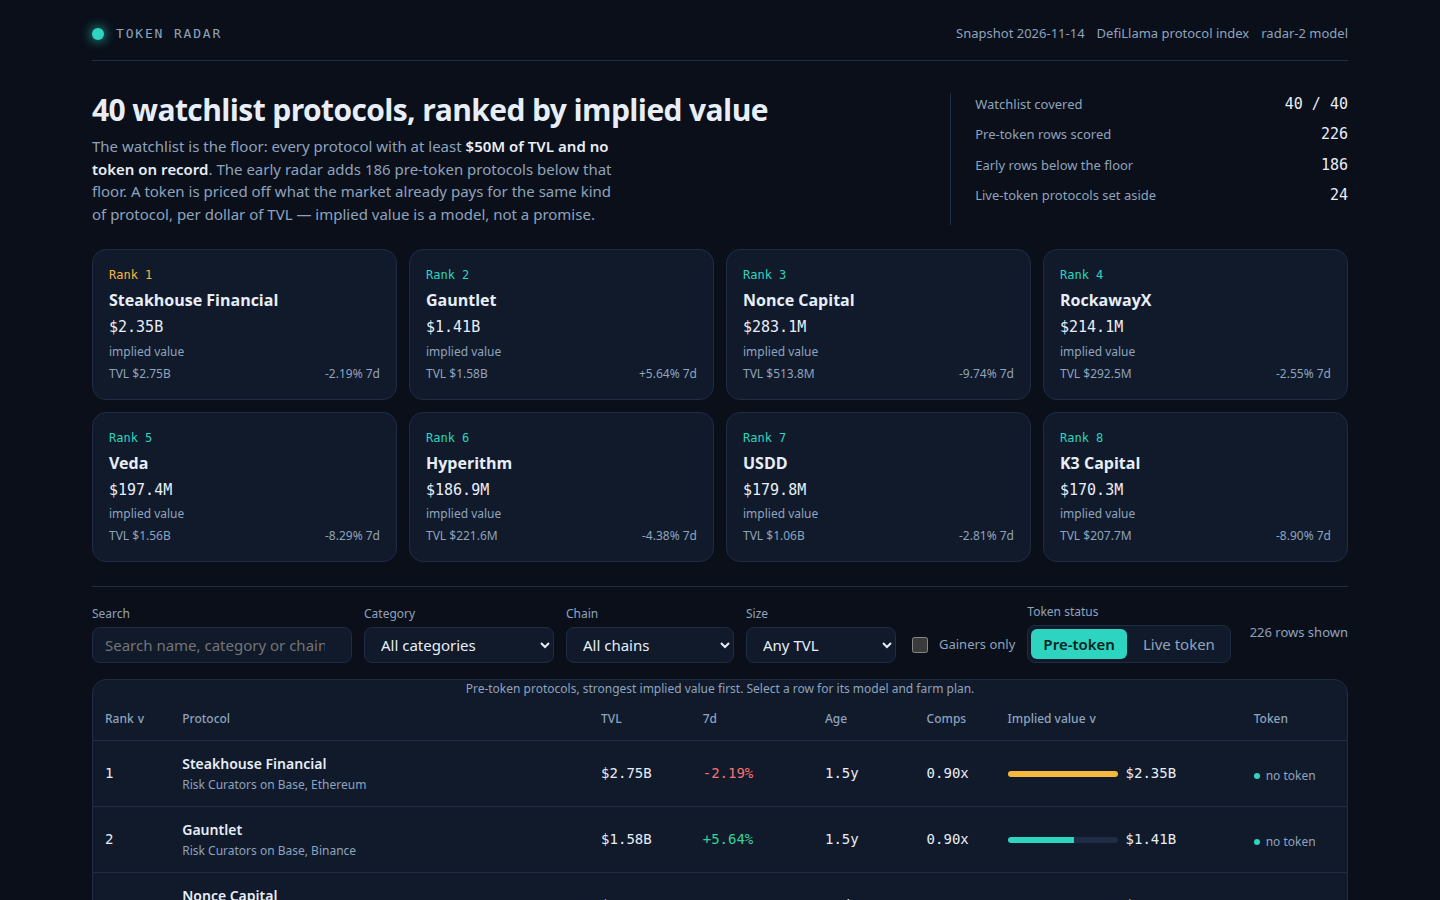 TOKEN RADAR
Snapshot 2026-11-14 DefiLlama protocol index radar-2 model
40 watchlist protocols, ranked by implied value
The watchlist is the floor: every protocol with at least $50M of TVL and no
token on record. The early radar adds 186 pre-token protocols below that
floor. A token is priced off what the market already pays for the same kind
of protocol, per dollar of TVL — implied value is a model, not a promise.
Watchlist covered 40 / 40
Pre-token rows scored 226
Early rows below the floor 186
Live-token protocols set aside 24
Rank 1
Steakhouse Financial
$2.35B
implied value
TVL $2.75B -2.19% 7d
Rank 2
Gauntlet
$1.41B
implied value
TVL $1.58B +5.64% 7d
Rank 3
Nonce Capital
$283.1M
implied value
TVL $513.8M -9.74% 7d
Rank 4
RockawayX
$214.1M
implied value
TVL $292.5M -2.55% 7d
Rank 5
Veda
$197.4M
implied value
TVL $1.56B -8.29% 7d
Rank 6
Hyperithm
$186.9M
implied value
TVL $221.6M -4.38% 7d
Rank 7
USDD
$179.8M
implied value
TVL $1.06B -2.81% 7d
Rank 8
K3 Capital
$170.3M
implied value
TVL $207.7M -8.90% 7d
Search Category Chain Size Token status
Search name, category or chain All categories All chains Any TVL Gainers only Pre-token Live token 226 rows shown
Pre-token protocols, strongest implied value first. Select a row for its model and farm plan.
Rank v Protocol TVL 7d Age Comps Implied value v Token
1 Steakhouse Financial $2.75B -2.19% 1.5y 0.90x $2.35B no token
Risk Curators on Base, Ethereum
2 Gauntlet $1.58B +5.64% 1.5y 0.90x $1.41B no token
Risk Curators on Base, Binance
Nonce Capital